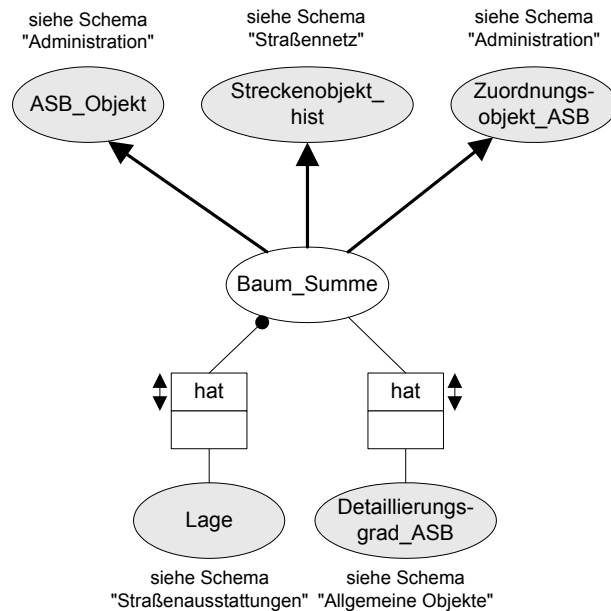 siehe Schema
"Administration"
siehe Schema
"Straßennetz"
siehe Schema
"Administration"
ASB_Objekt
Streckenobjekt_
hist
Zuordnungs-
objekt_ASB
Baum_Summe
hat
hat
Lage
Detaillierungs-
grad_ASB
siehe Schema
"Straßenausstattungen"
siehe Schema
"Allgemeine Objekte"